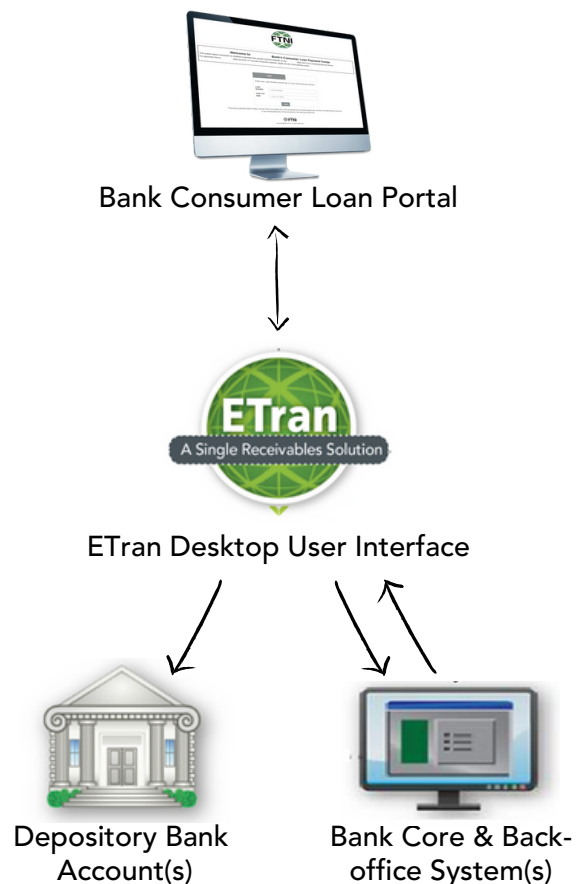 FTNI
Bank Consumer Loan Portal
ETran
A Single Receivables Solution
ETran Desktop User Interface
Depository Bank
Account(s)
Bank Core & Back-
office System(s)